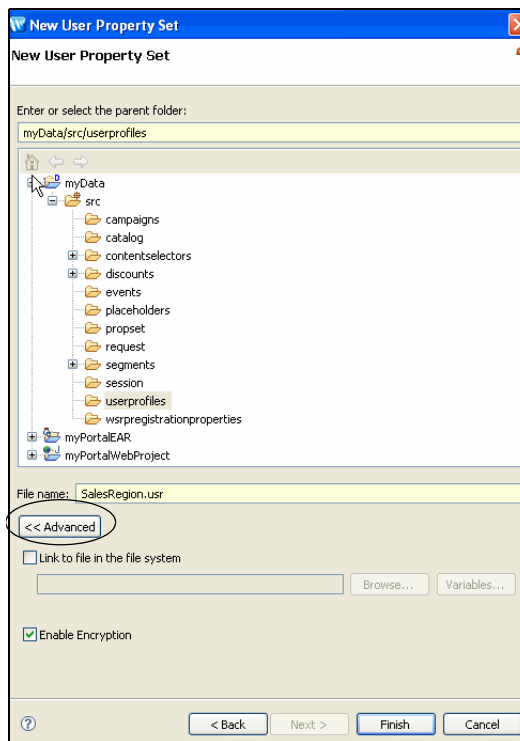 New User Property Set
New User Property Set
Enter or select the parent folder:
myData/src/userprofiles
myData
src
campaigns
catalog
contentselectors
discounts
events
placeholders
propset
request
segments
session
userprofiles
wsrpregistrationproperties
myPortalEAR
myPortalWebProject
File name: SalesRegion.usr
<< Advanced
Link to file in the file system
Browse... Variables...
Enable Encryption
< Back Next > Finish Cancel